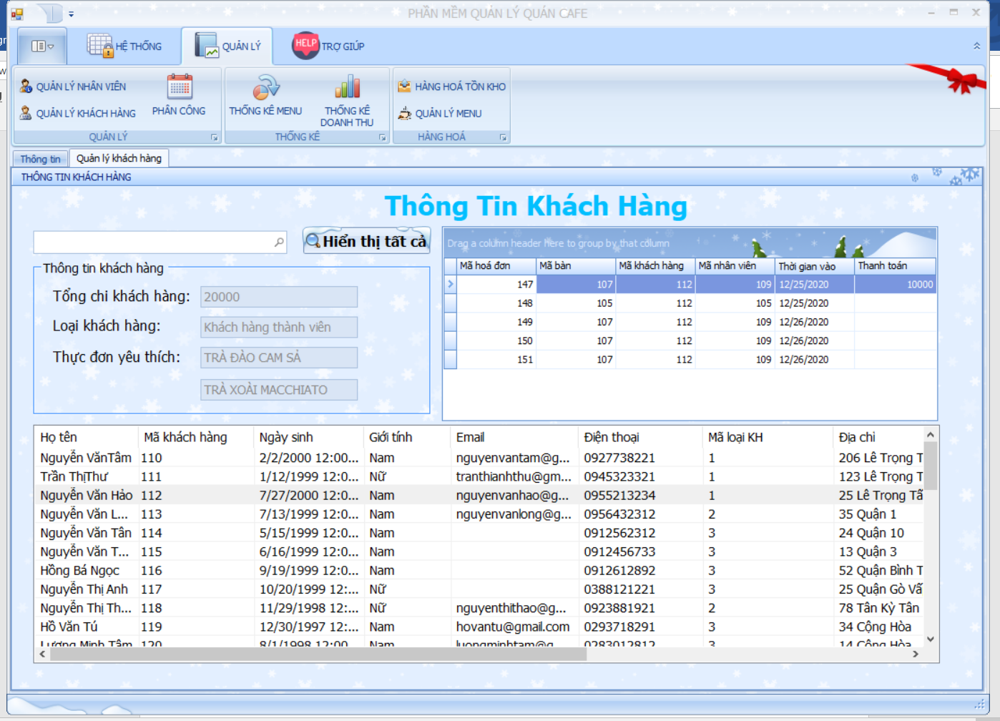 PHẦN MỀM QUẢN LÝ QUÁN CAFE
HỆ THỐNG
QUẢN LÝ
HELP
TRỢ GIÚP
QUẢN LÝ NHÂN VIÊN
QUẢN LÝ KHÁCH HÀNG
PHÂN CÔNG
QUẢN LÝ
THỐNG KÊ MENU
THỐNG KÊ
DOANH THU
THỐNG KÊ
HÀNG HOÁ TỒN KHO
QUẢN LÝ MENU
HÀNG HOÁ
Thông tin
Quản lý khách hàng
THÔNG TIN KHÁCH HÀNG
Thông Tin Khách Hàng
Hiển thị tất cả
Thông tin khách hàng
Tổng chi khách hàng: 20000
Loại khách hàng: Khách hàng thành viên
Thực đơn yêu thích: TRÀ ĐÀO CAM SẢ
TRÀ XOÀI MACCHIATO
Drag a column header here to group by that column
Mã hoá đơn Mã bàn Mã khách hàng Mã nhân viên Thời gian vào Thanh toán
147 107 112 109 12/25/2020 10000
148 105 112 105 12/25/2020
149 107 112 109 12/26/2020
150 107 112 109 12/26/2020
151 107 112 109 12/26/2020
Họ tên Mã khách hàng Ngày sinh Giới tính Email Điện thoại Mã loại KH Địa chỉ
Nguyễn VănTâm 110 2/2/2000 12:00... Nam nguyenvantam@g... 0927738221 1 206 Lê Trọng T
Trần ThịThư 111 1/12/1999 12:0... Nữ tranthianhthu@gm... 0945323321 1 123 Lê Trọng T
Nguyễn Văn Hảo 112 7/27/2000 12:0... Nam nguyenvanhao@g... 0955213234 1 25 Lê Trọng Tấ
Nguyễn Văn L... 113 7/13/1999 12:0... Nam nguyenvanlong@g... 0956432312 2 35 Quận 1
Nguyễn Văn Tân 114 5/15/1999 12:0... Nam 0912562312 3 24 Quận 10
Nguyễn Văn T... 115 6/16/1999 12:0... Nam 0912456733 3 13 Quận 3
Hồng Bá Ngọc 116 9/19/1999 12:0... Nam 0912612892 3 52 Quận Bình T
Nguyễn Thị Anh 117 10/20/1999 12:... Nữ 0388121221 3 25 Quận Gò Vấ
Nguyễn Thị Th... 118 11/29/1998 12:... Nữ nguyenthithao@g... 0923881921 2 78 Tân Kỳ Tân
Hồ Văn Tú 119 12/30/1997 12:... Nam hovantu@gmail.com 0293718291 3 34 Cộng Hòa
Lương Minh Tâm 120 8/1/1998 12:00 Nam luongminhtam@g 0283012812 3 14 Cộng Hòa